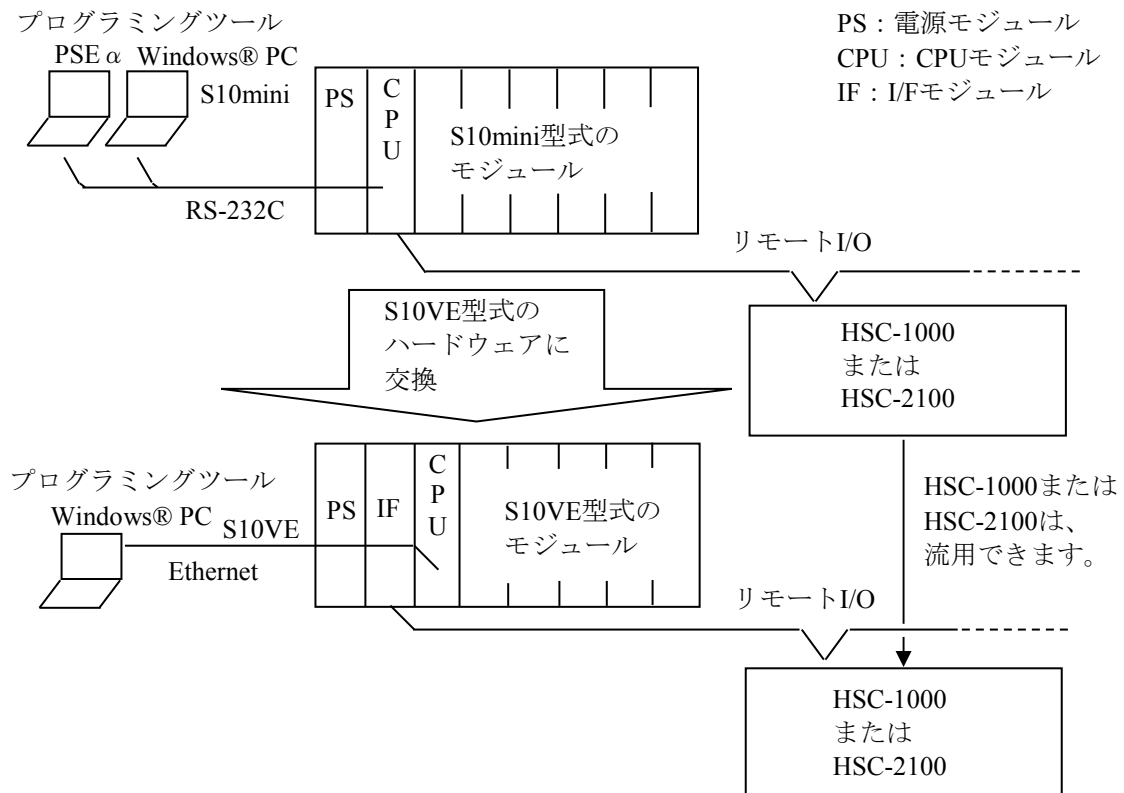 プログラミングツール
PSEα Windows® PC
S10mini
RS-232C
PS
CPU
S10mini型式の
モジュール
PS：電源モジュール
CPU：CPUモジュール
IF：I/Fモジュール
リモートI/O
S10VE型式の
ハードウェアに
交換
HSC-1000
または
HSC-2100
プログラミングツール
Windows® PC
S10VE
Ethernet
PS
IF
CPU
S10VE型式の
モジュール
HSC-1000または
HSC-2100は、
流用できます。
リモートI/O
HSC-1000
または
HSC-2100